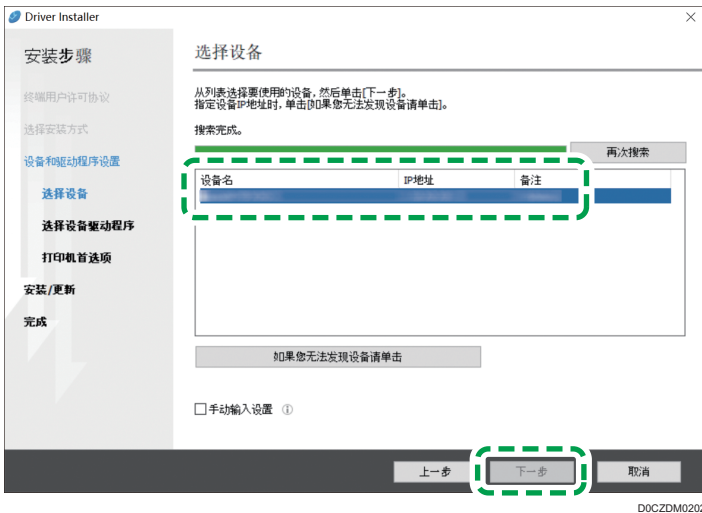 Driver Installer
安装步骤
终端用户许可协议
选择安装方式
设备和驱动程序设置
选择设备
选择设备驱动程序
打印机首选项
安装/更新
完成
选择设备
从列表选择要使用的设备, 然后单击[下一步]。
指定设备IP地址时, 单击[如果您无法发现设备请单击]。
搜索完成。
再次搜索
设备名 IP地址 备注
如果您无法发现设备请单击
手动输入设置
上一步 下一步 取消
D0CZDM0202